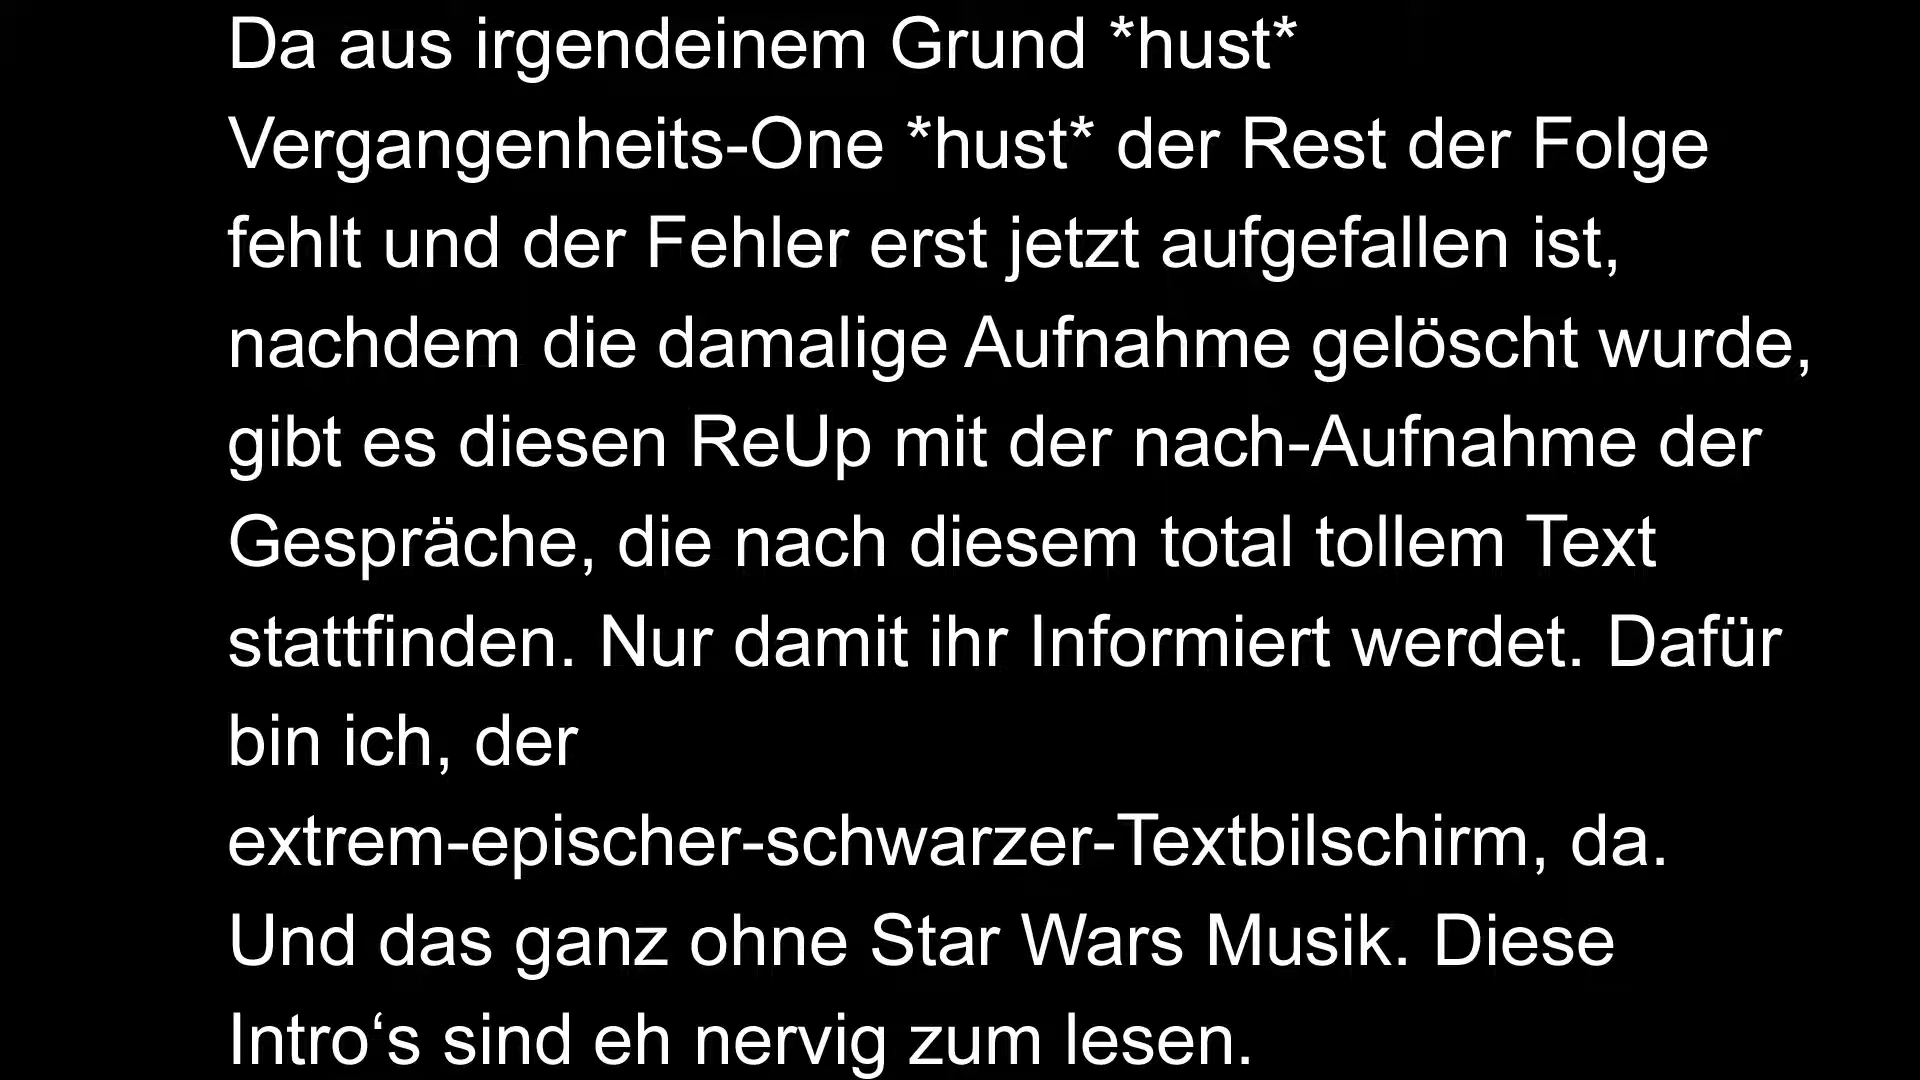 Da aus irgendeinem Grund *hust*
Vergangenheits-One *hust* der Rest der Folge
fehlt und der Fehler erst jetzt aufgefallen ist,
nachdem die damalige Aufnahme gelöscht wurde,
gibt es diesen ReUp mit der nach-Aufnahme der
Gespräche, die nach diesem total tollem Text
stattfinden. Nur damit ihr Informiert werdet. Dafür
bin ich, der
extrem-epischer-schwarzer-Textbilschirm, da.
Und das ganz ohne Star Wars Musik. Diese
Intro‘s sind eh nervig zum lesen.